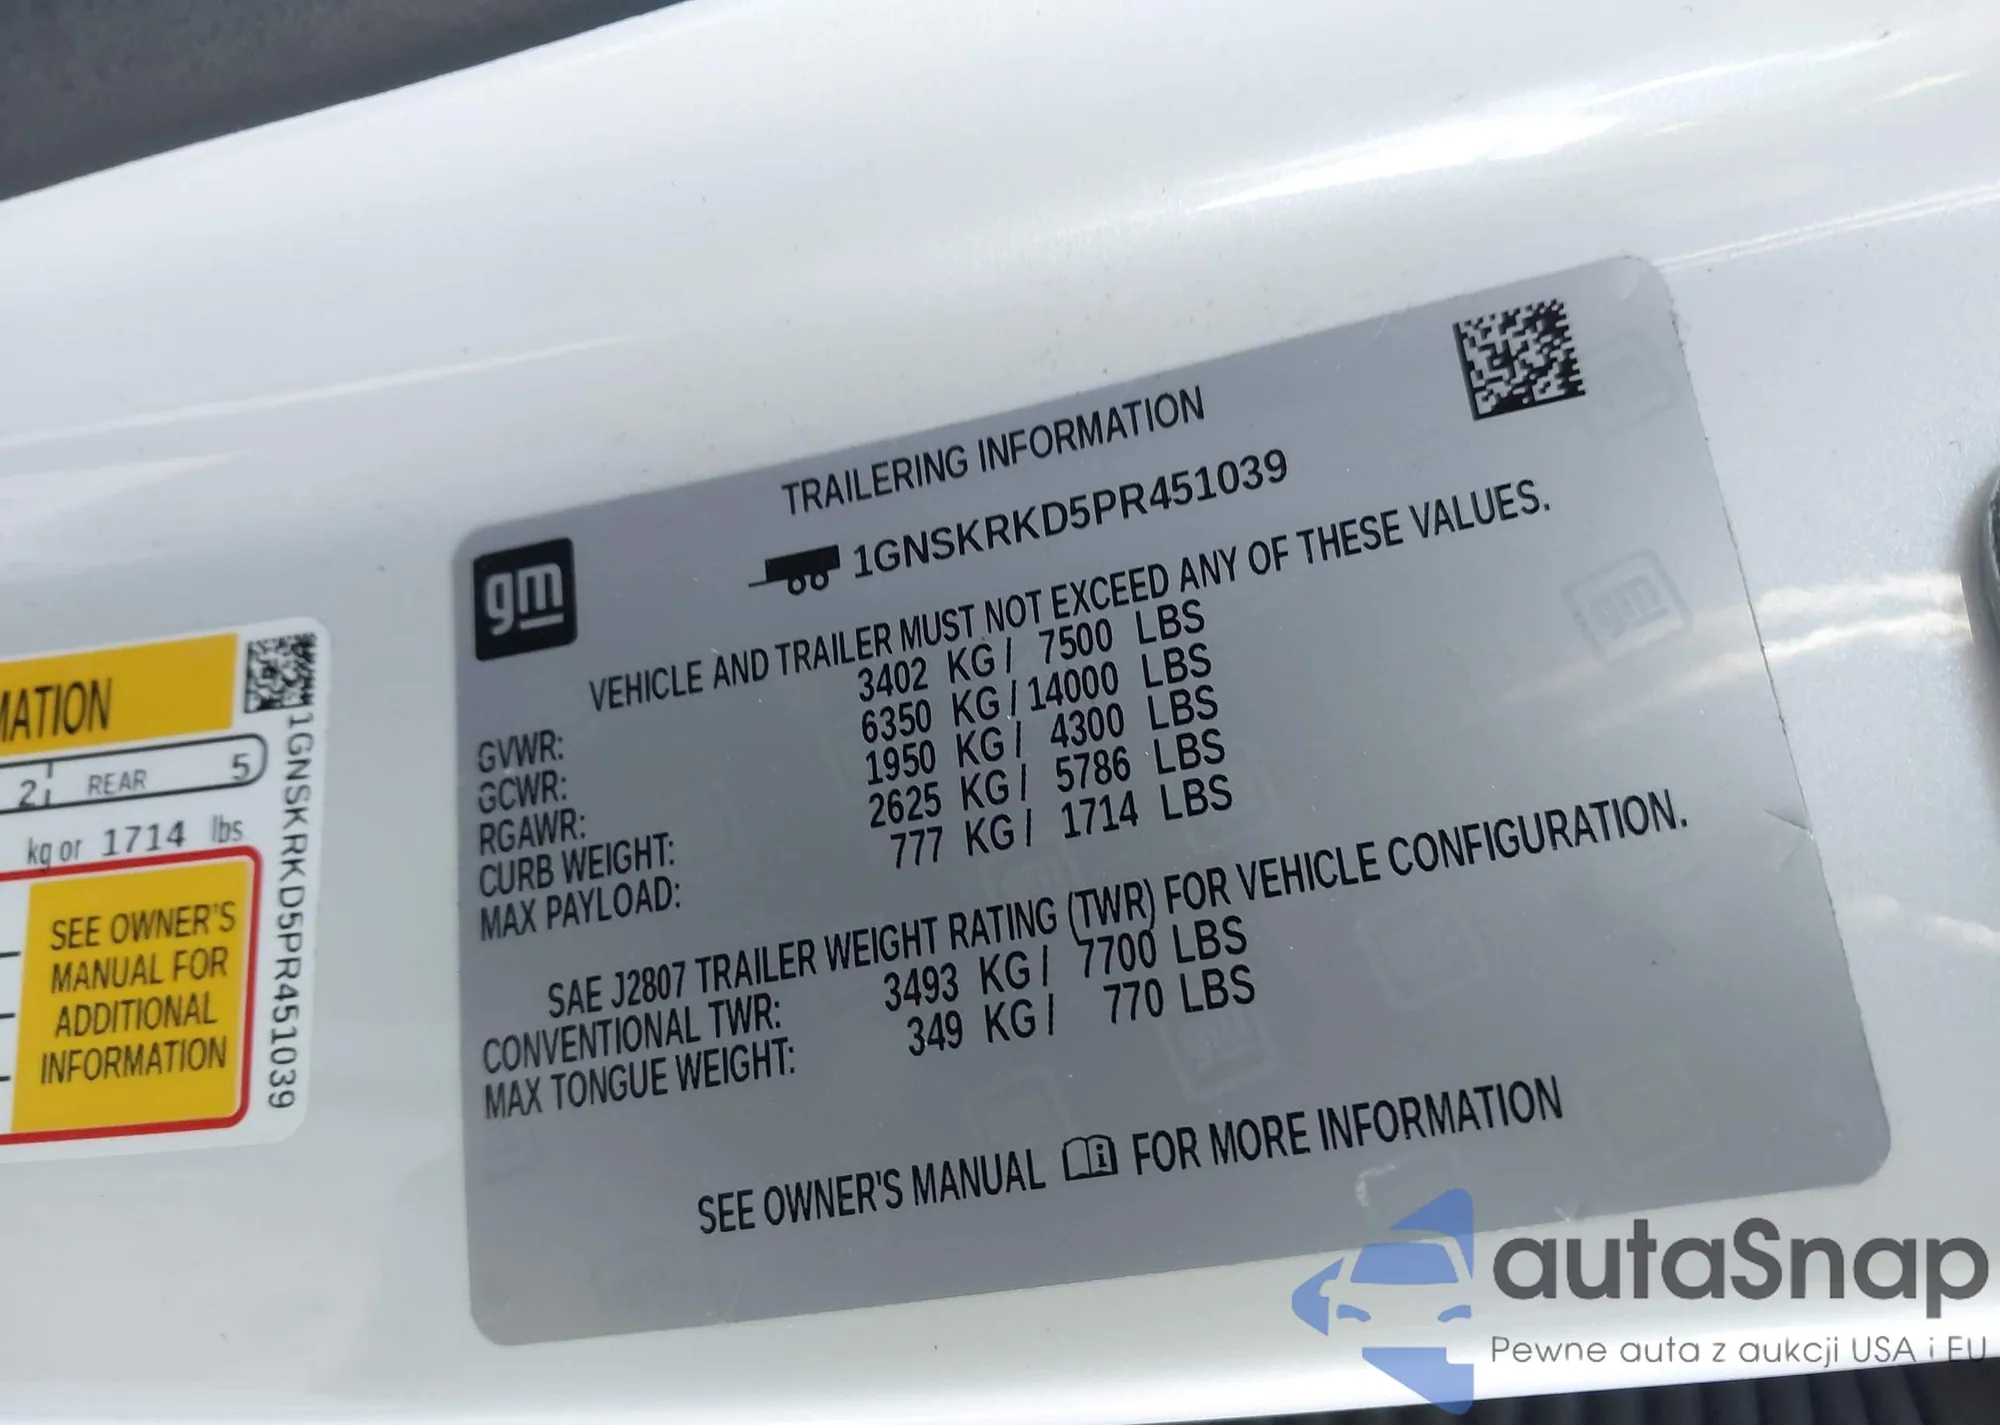 MATION
2 REAR 5
kg or 1714 lbs
SEE OWNER'S
MANUAL FOR
ADDITIONAL
INFORMATION
1GNSKRKD5PR451039
gm
TRAILERING INFORMATION
1GNSKRKD5PR451039
VEHICLE AND TRAILER MUST NOT EXCEED ANY OF THESE VALUES.
GVWR: 3402 KG / 7500 LBS
GCWR: 6350 KG / 14000 LBS
RGAWR: 1950 KG / 4300 LBS
CURB WEIGHT: 2625 KG / 5786 LBS
MAX PAYLOAD: 777 KG / 1714 LBS
SAE J2807 TRAILER WEIGHT RATING (TWR) FOR VEHICLE CONFIGURATION.
CONVENTIONAL TWR: 3493 KG / 7700 LBS
MAX TONGUE WEIGHT: 349 KG / 770 LBS
SEE OWNER'S MANUAL FOR MORE INFORMATION
autaSnap
Pewne auta z aukcji USA i EU